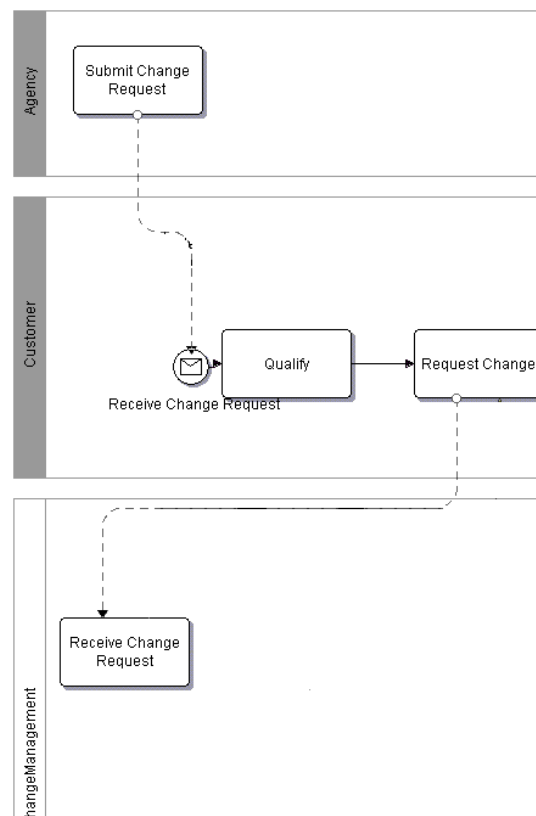 Agency
Submit Change
Request
Customer
Qualify
Request Change
Receive Change Request
hangeManagement
Receive Change
Request